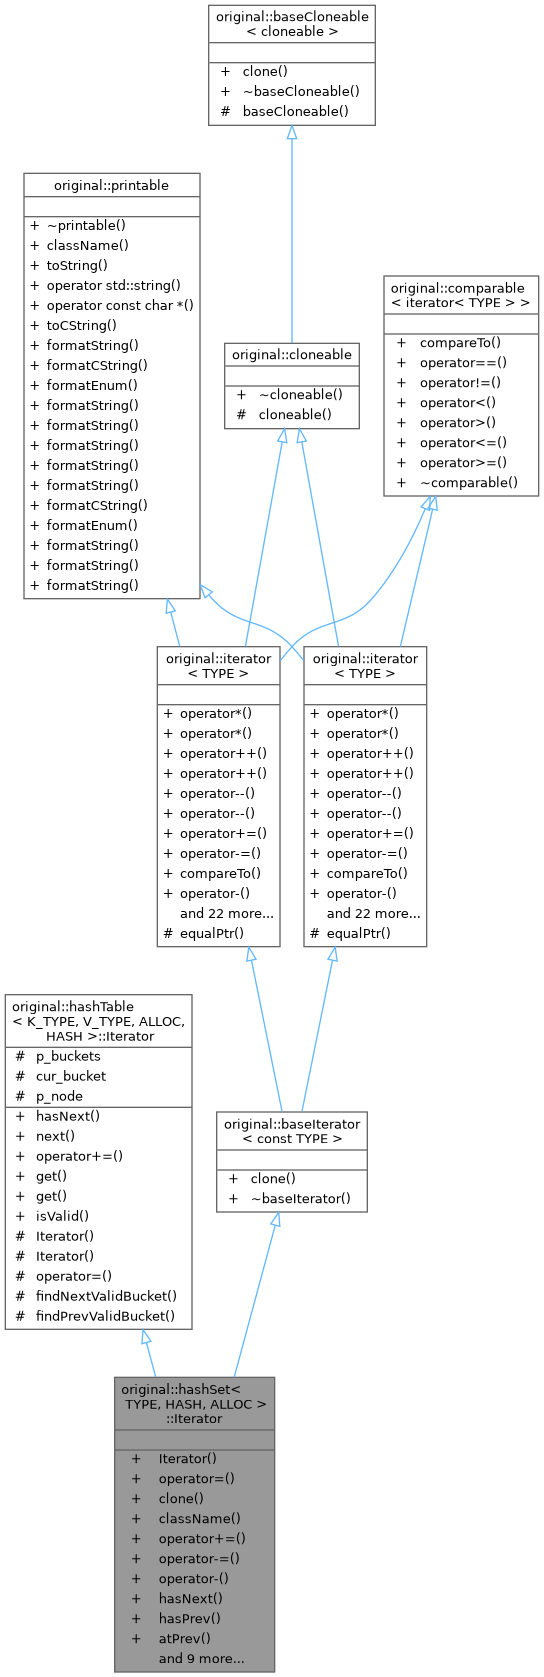 original::baseCloneable
< cloneable >
+ clone()
+ ~baseCloneable()
# baseCloneable()
original::printable
+ ~printable()
+ className()
+ toString()
+ operator std::string()
+ operator const char *()
+ toCString()
+ formatString()
+ formatCString()
+ formatEnum()
+ formatString()
+ formatString()
+ formatString()
+ formatString()
+ formatString()
+ formatCString()
+ formatEnum()
+ formatString()
+ formatString()
+ formatString()
original::cloneable
+ ~cloneable()
# cloneable()
original::comparable
< iterator< TYPE > >
+ compareTo()
+ operator==()
+ operator!=()
+ operator<()
+ operator>()
+ operator<=()
+ operator>=()
+ ~comparable()
original::iterator
< TYPE >
+ operator*()
+ operator*()
+ operator++()
+ operator++()
+ operator--()
+ operator--()
+ operator+=()
+ operator-=()
+ compareTo()
+ operator-()
and 22 more...
# equalPtr()
original::iterator
< TYPE >
+ operator*()
+ operator*()
+ operator++()
+ operator++()
+ operator--()
+ operator--()
+ operator+=()
+ operator-=()
+ compareTo()
+ operator-()
and 22 more...
# equalPtr()
original::hashTable
< K_TYPE, V_TYPE, ALLOC,
HASH >::Iterator
# p_buckets
# cur_bucket
# p_node
+ hasNext()
+ next()
+ operator+=()
+ get()
+ get()
+ isValid()
# Iterator()
# Iterator()
# operator=()
# findNextValidBucket()
# findPrevValidBucket()
original::baseIterator
< const TYPE >
+ clone()
+ ~baseIterator()
original::hashSet<
TYPE, HASH, ALLOC >
::Iterator
+ Iterator()
+ operator=()
+ clone()
+ className()
+ operator+=()
+ operator-=()
+ operator-()
+ hasNext()
+ hasPrev()
+ atPrev()
and 9 more...